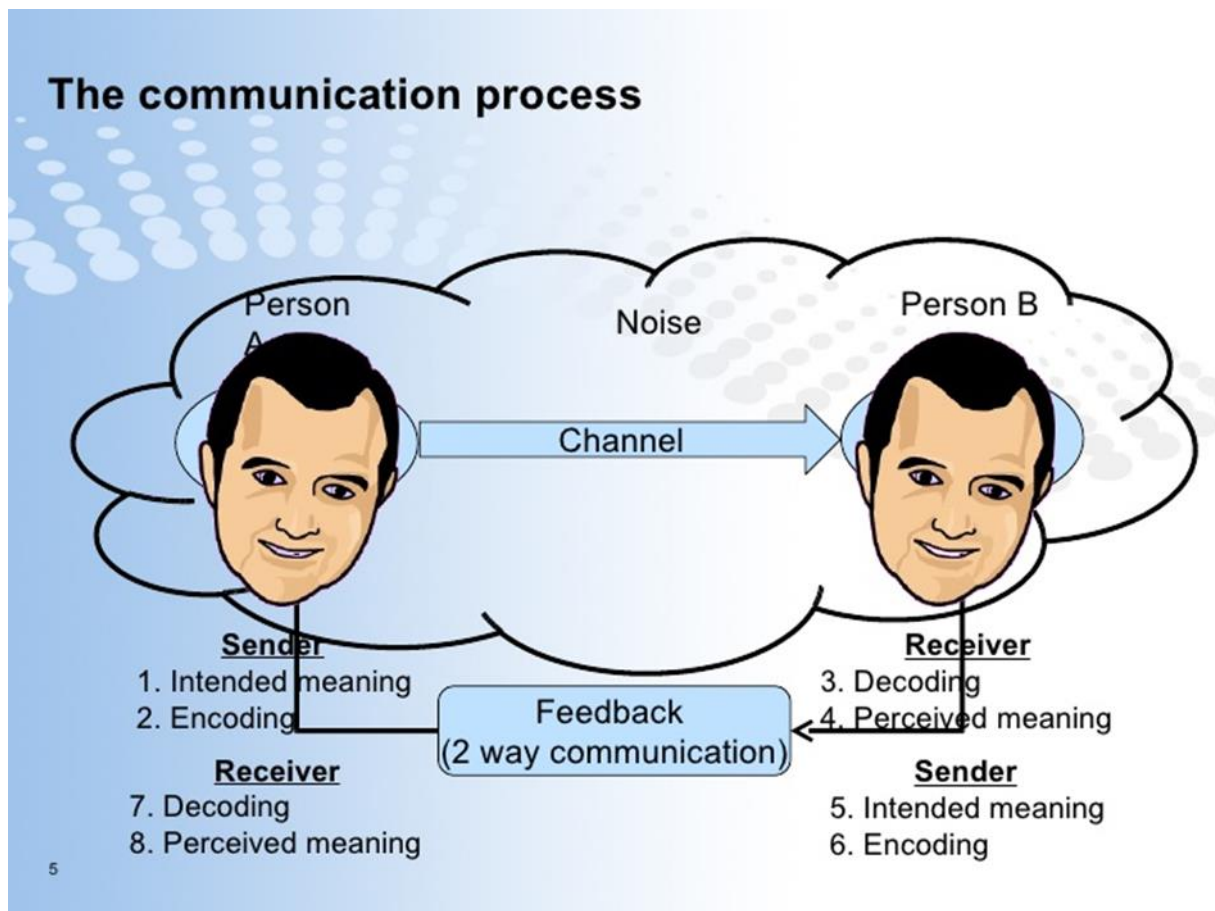 The communication process
Person
A
Noise
Person B
Channel
Sender
1. Intended meaning
2. Encoding
Receiver
3. Decoding
4. Perceived meaning
Feedback
(2 way communication)
Receiver
7. Decoding
8. Perceived meaning
Sender
5. Intended meaning
6. Encoding
5